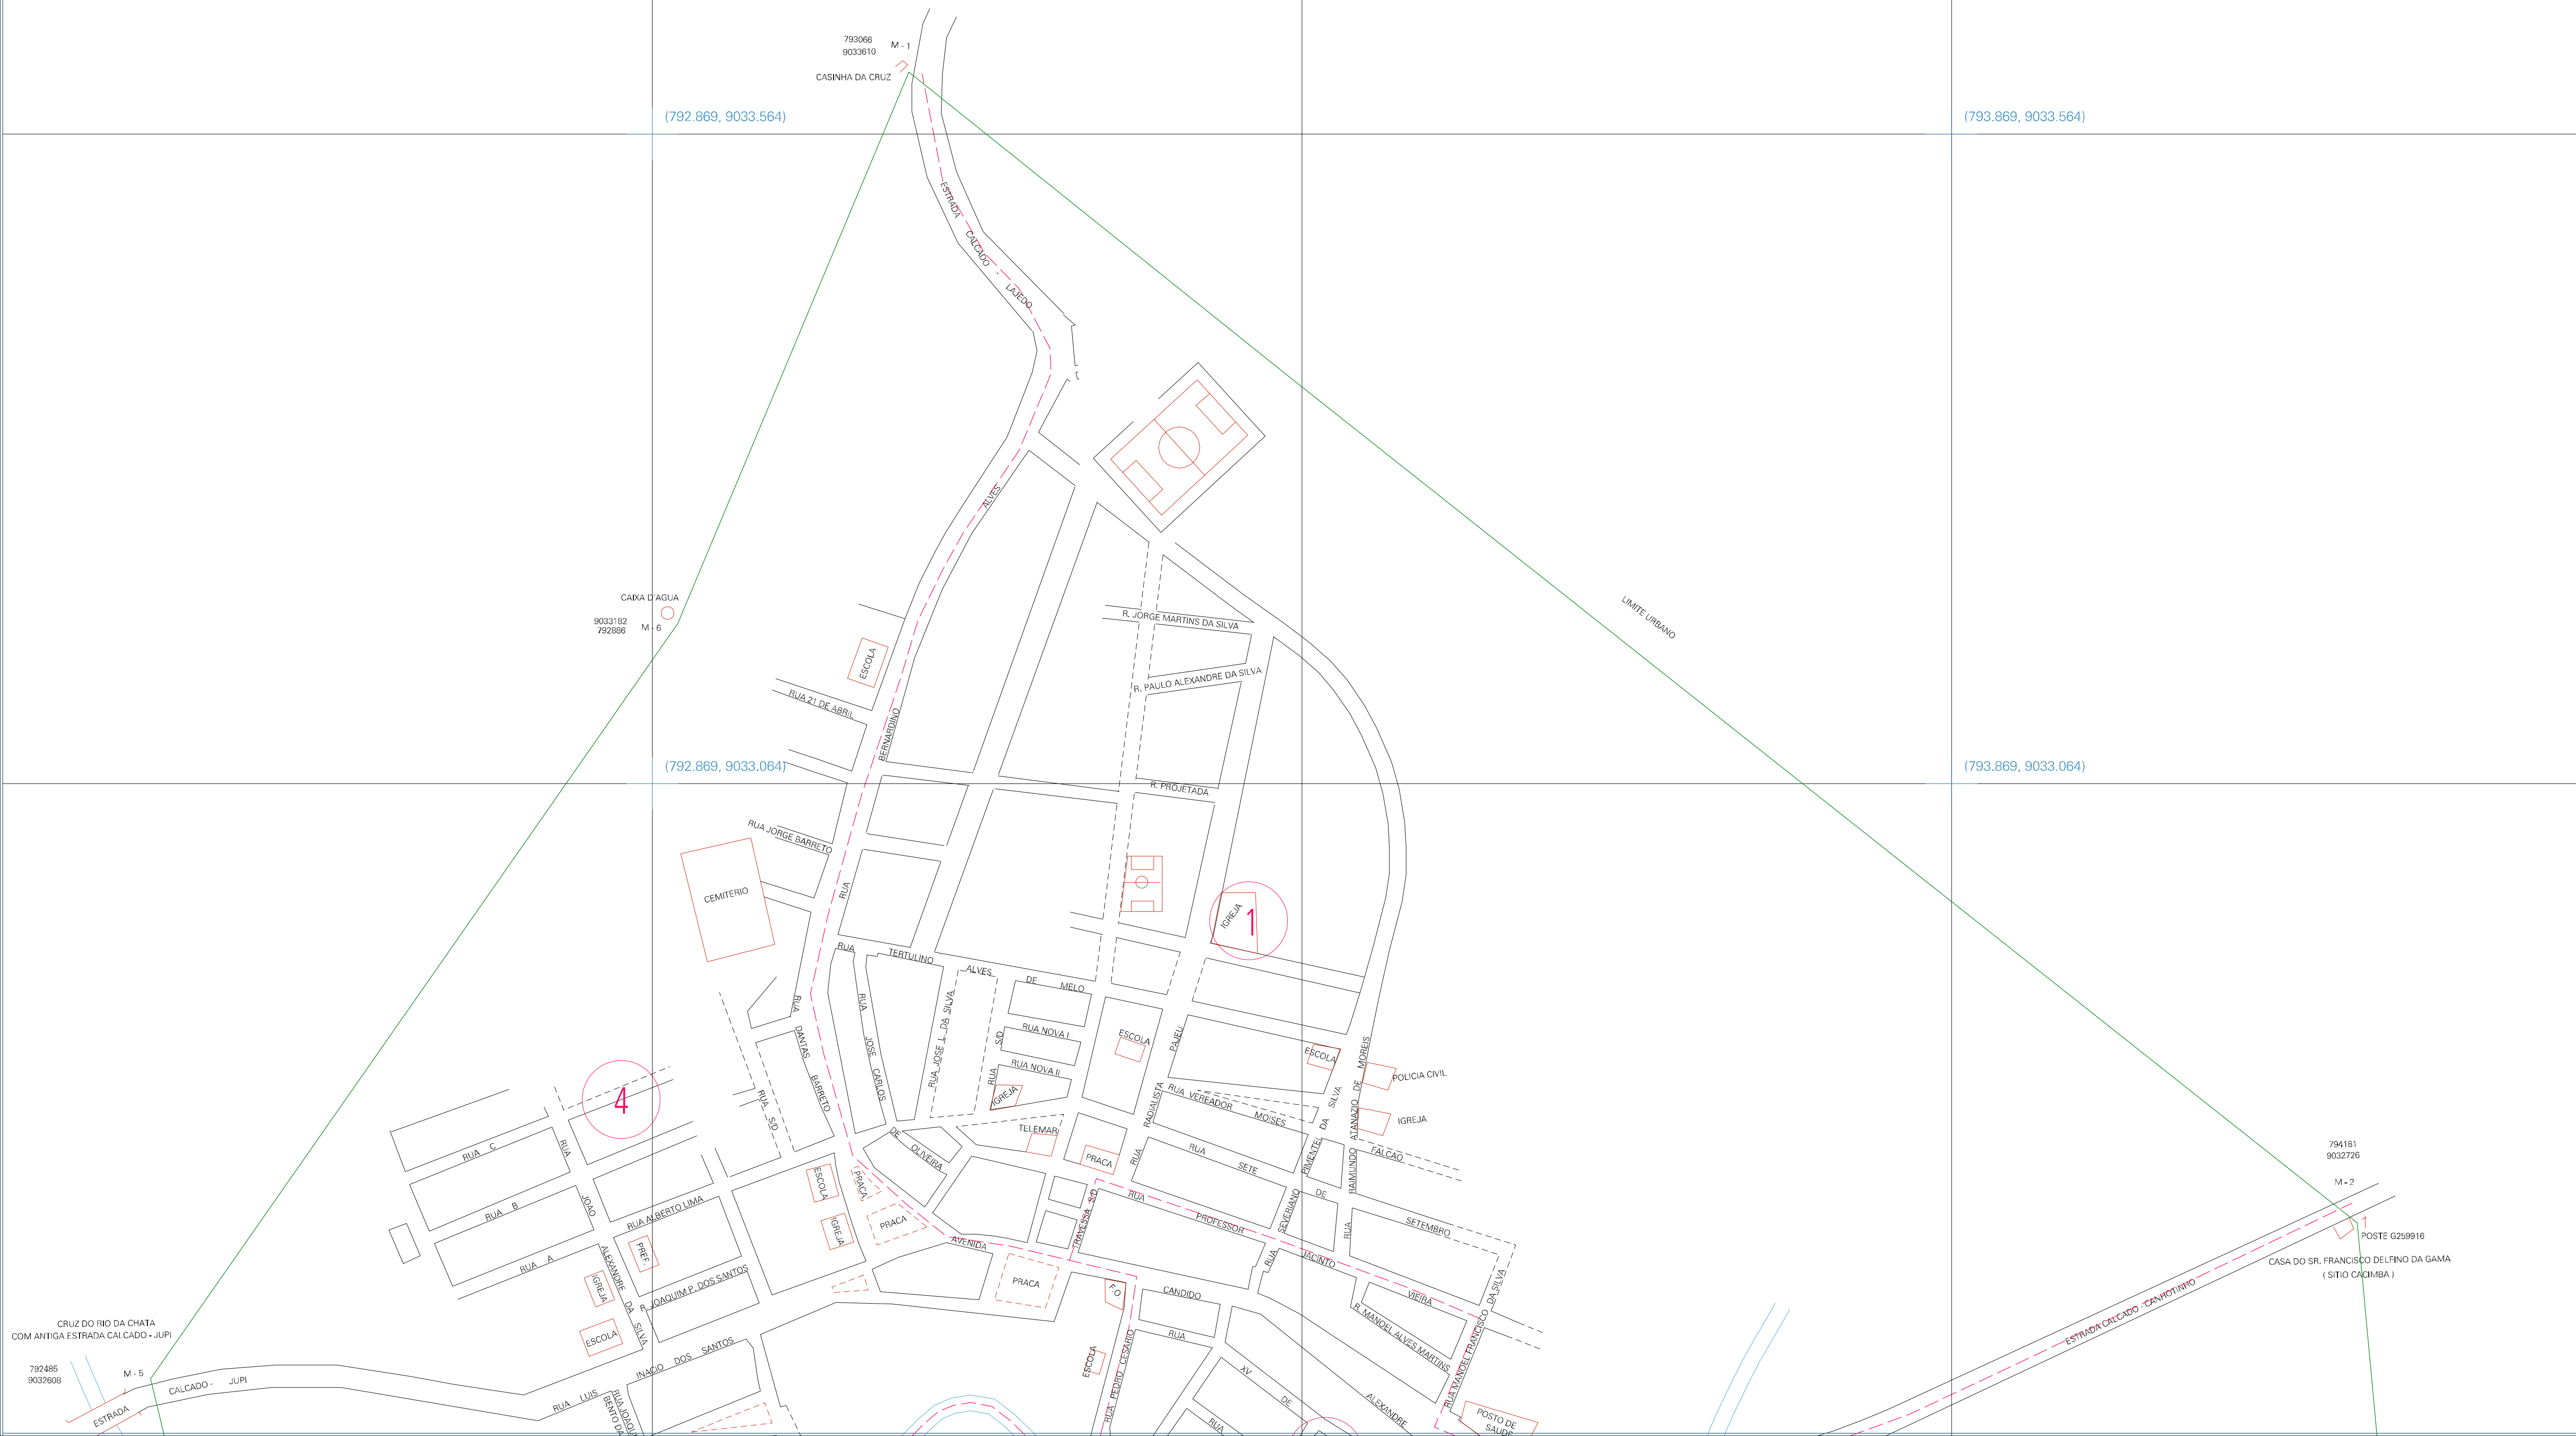 793066
9033610
M - 1
CASINHA DA CRUZ
(792.869, 9033.564)
(793.869, 9033.564)
ESTRADA
CALCADO -
LAJEDO
ALVES
LIMITE URBANO
CAIXA D'AGUA
9033182
792886
M - 6
R. JORGE MARTINS DA SILVA
ESCOLA
R. PAULO ALEXANDRE DA SILVA
RUA 21 DE ABRIL
BERNARDINO
(792.869, 9033.064)
(793.869, 9033.064)
R. PROJETADA
RUA JORGE BARRETO
CEMITERIO
RUA
IGREJA
1
RUA
TERTULINO
ALVES
DE
MELO
RUA
DANTAS
BARRETO
RUA
JOSE
CARLOS
DE
OLIVEIRA
RUA JOSE L. DA SILVA
RUA
S/D
RUA NOVA I
RUA NOVA II
IGREJA
ESCOLA
RUA
RADIALISTA
PAJEU
ESCOLA
RUA
RAIMUNDO
ATANAZIO
DE
MOREIS
POLICIA CIVIL
IGREJA
RUA
VEREADOR
MOISES
FALCAO
RUA
SEVERIANO
PIMENTEL
DA
SILVA
4
RUA S/D
RUA C
RUA B
RUA A
RUA
JOAO
ALEXANDRE
DA
SILVA
RUA ALBERTO LIMA
PREF.
IGREJA
R. JOAQUIM P. DOS SANTOS
ESCOLA
TELEMAR
PRACA
RUA
SETE
DE
SETEMBRO
ESCOLA
IGREJA
PRACA
PRACA
AVENIDA
TRAVESSA S/D
RUA
PROFESSOR
JACINTO
VIEIRA
PRACA
F.O
CANDIDO
ALEXANDRE
R. MANOEL ALVES MARTINS
RUA MANOEL FRANCISCO DA SILVA
RUA
XV
DE
RUA
ESCOLA
RUA PEDRO CESARIO
POSTO DE
SAUDE
794181
9032726
M - 2
POSTE G259916
CASA DO SR. FRANCISCO DELFINO DA GAMA
( SITIO CACIMBA )
ESTRADA CALCADO - CANHOTINHO
CRUZ DO RIO DA CHATA
COM ANTIGA ESTRADA CALCADO - JUPI
792485
9032608
M - 5
ESTRADA
CALCADO - JUPI
RUA LUIS
INACIO DOS SANTOS
BENTO DA